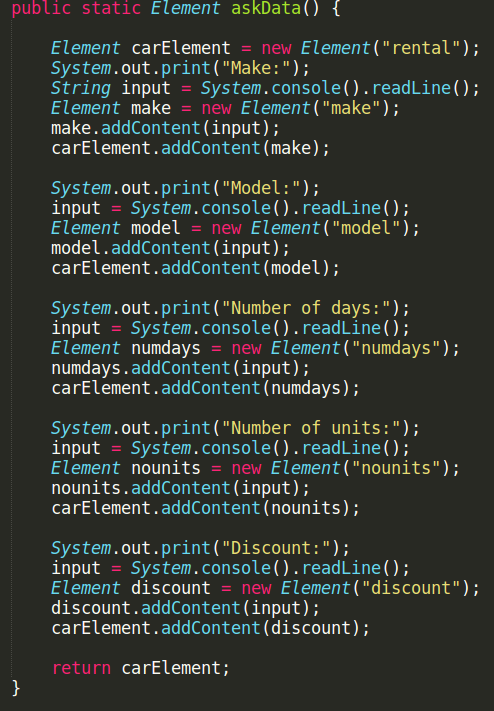 public static Element askData() {
Element carElement = new Element("rental");
System.out.print("Make:");
String input = System.console().readLine();
Element make = new Element("make");
make.addContent(input);
carElement.addContent(make);
System.out.print("Model:");
input = System.console().readLine();
Element model = new Element("model");
model.addContent(input);
carElement.addContent(model);
System.out.print("Number of days:");
input = System.console().readLine();
Element numdays = new Element("numdays");
numdays.addContent(input);
carElement.addContent(numdays);
System.out.print("Number of units:");
input = System.console().readLine();
Element nounits = new Element("nounits");
nounits.addContent(input);
carElement.addContent(nounits);
System.out.print("Discount:");
input = System.console().readLine();
Element discount = new Element("discount");
discount.addContent(input);
carElement.addContent(discount);
return carElement;
}